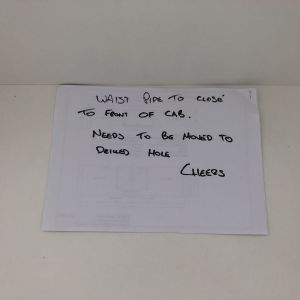 WAIST PIPE TO CLOSE
TO FRONT OF CAB.
NEEDS TO BE MOVED TO
DRILLED HOLE
CHEERS